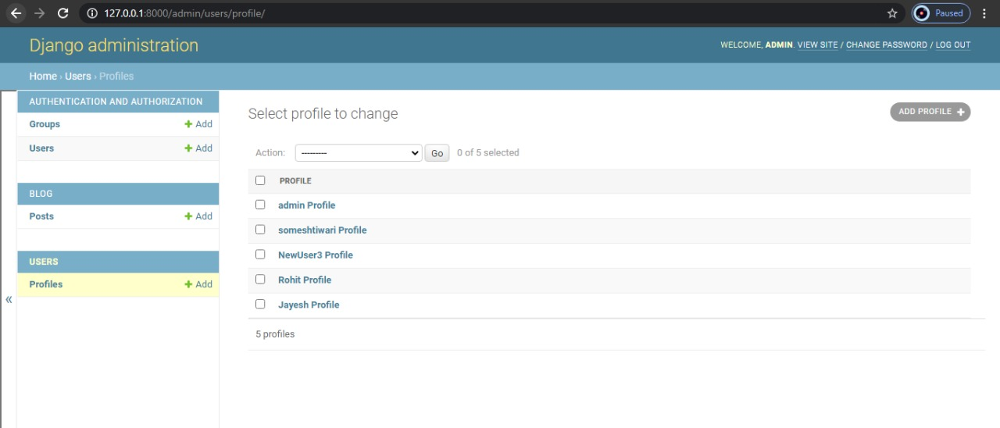 127.0.0.1:8000/admin/users/profile/
Paused
Django administration
WELCOME, ADMIN. VIEW SITE / CHANGE PASSWORD / LOG OUT
Home › Users › Profiles
AUTHENTICATION AND AUTHORIZATION
Groups + Add
Users + Add
BLOG
Posts + Add
USERS
Profiles + Add
«
Select profile to change
ADD PROFILE +
Action: --------- Go 0 of 5 selected
PROFILE
admin Profile
someshtiwari Profile
NewUser3 Profile
Rohit Profile
Jayesh Profile
5 profiles